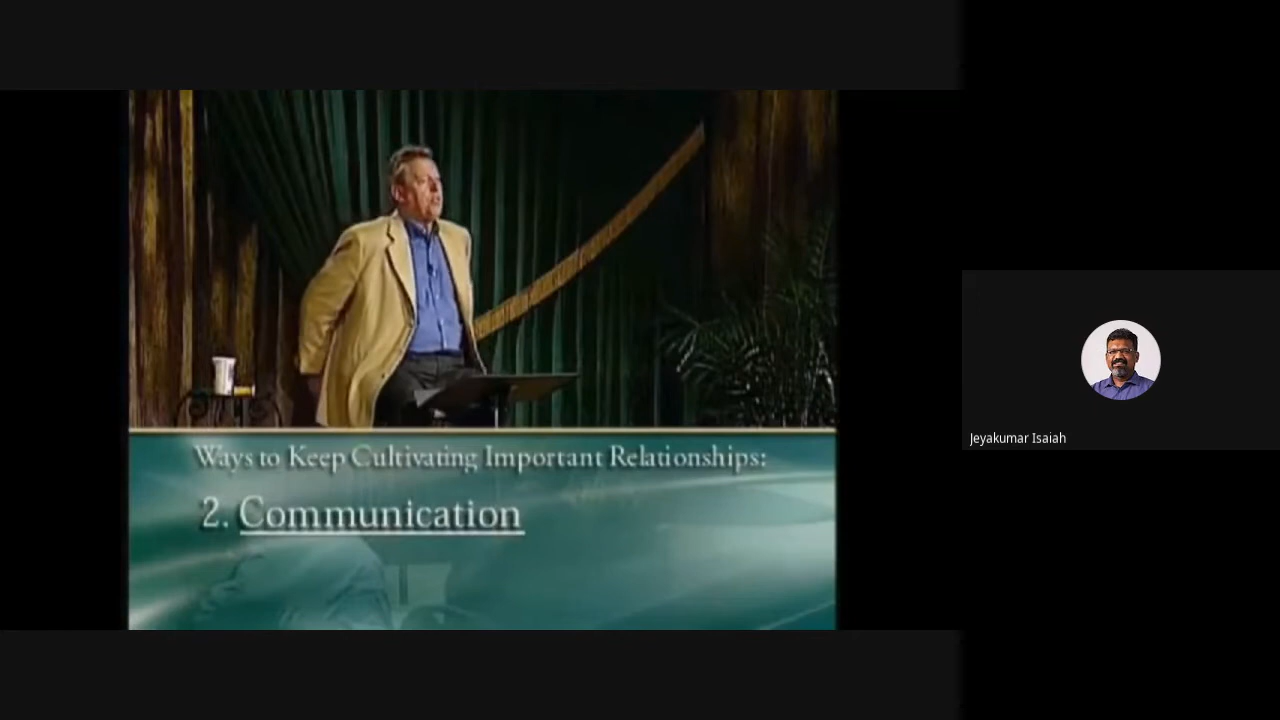 Ways to Keep Cultivating Important Relationships:
2. Communication
Jeyakumar Isaiah